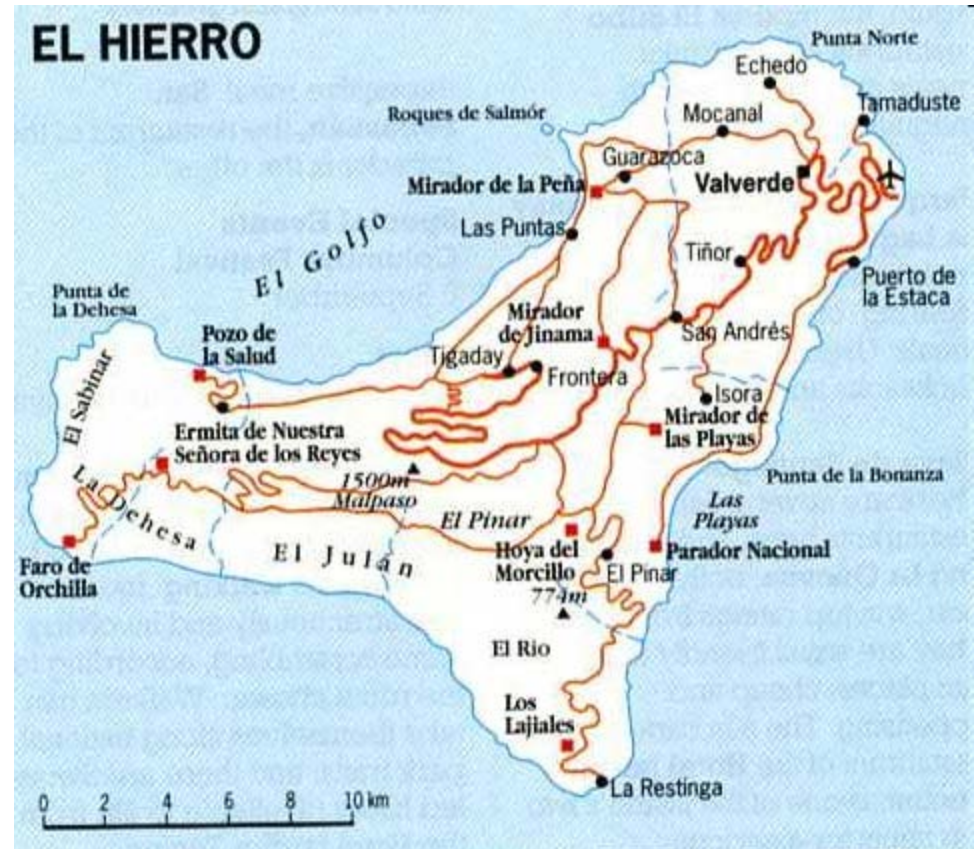 EL HIERRO
Punta Norte
Echedo
Tamaduste
Mocanal
Roques de Salmór
Guarazoca
Mirador de la Peña
Valverde
Las Puntas
El Golfo
Tiñor
Puerto de
la Estaca
Punta de
la Dehesa
Mirador
de Jinama
San Andrés
Pozo de
la Salud
Tigaday
Frontera
Isora
El Sabinar
Mirador de
las Playas
Ermita de Nuestra
Señora de los Reyes
1500m
Malpaso
Punta de la Bonanza
La Dehesa
Las
Playas
El Pinar
El Julán
Hoya del
Morcillo
Parador Nacional
El Pinar
Faro de
Orchilla
774m
El Rio
Los
Lajiales
La Restinga
0 2 4 6 8 10 km